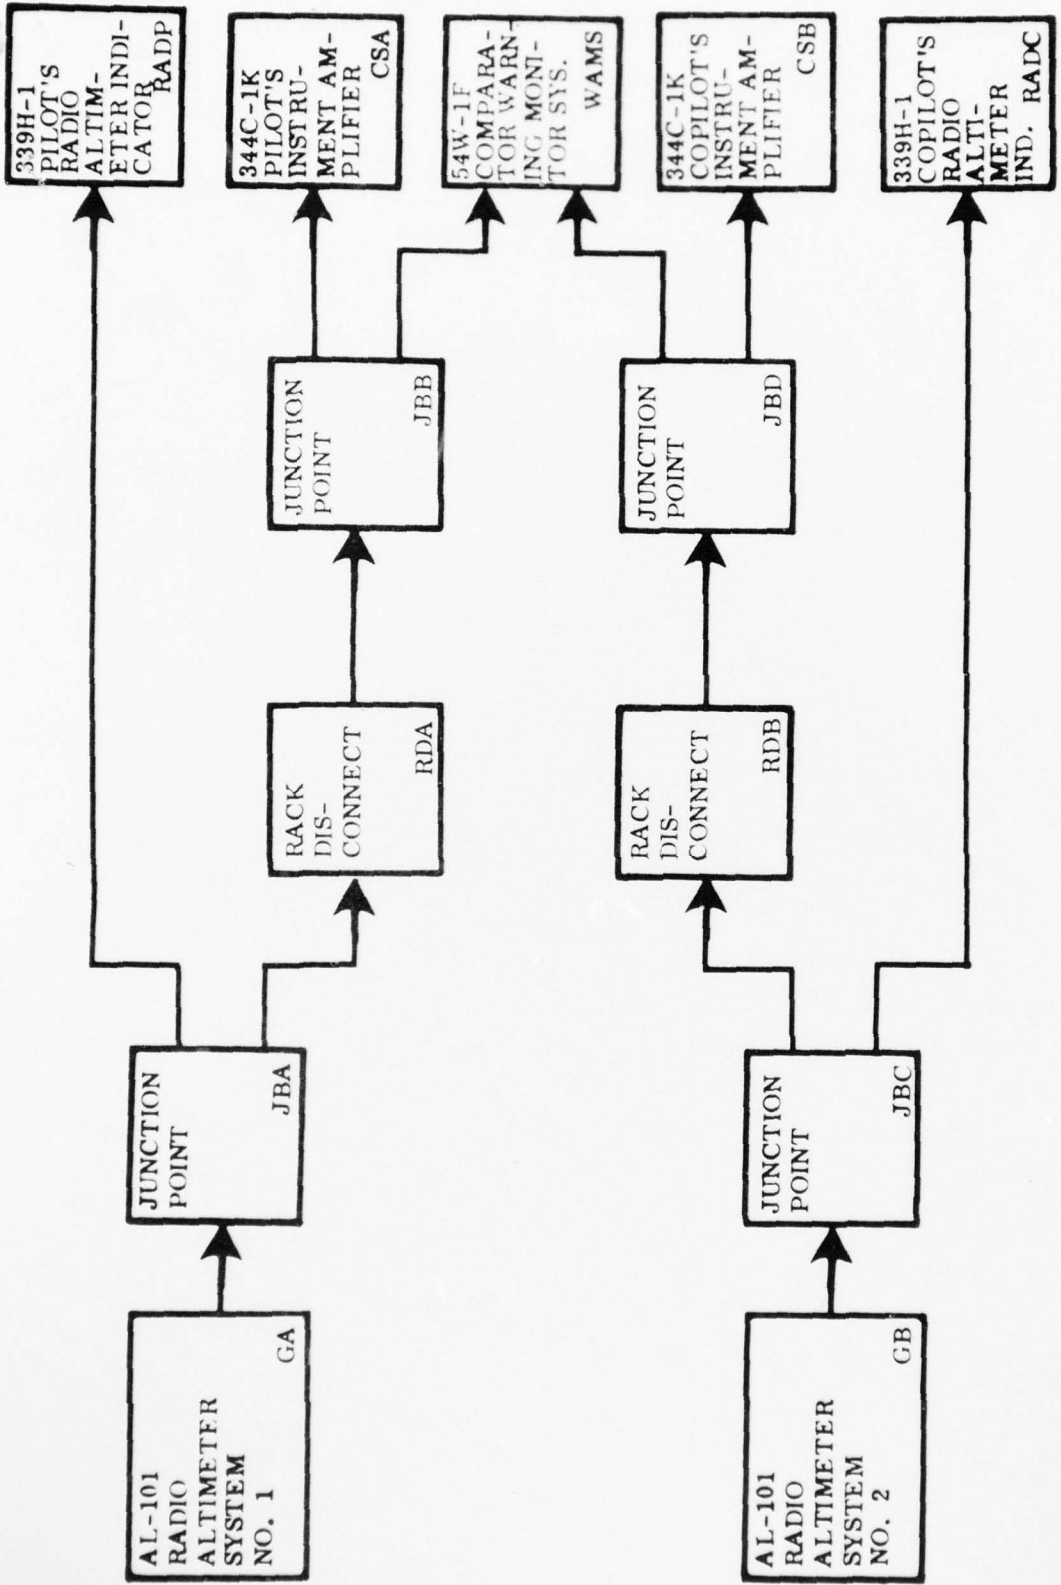 339H-1
PILOT'S
RADIO
ALTIM-
ETER INDI-
CATOR
RADP
344C-1K
PILOT'S
INSTRU-
MENT AM-
PLIFIER
CSA
54W-1F
COMPARA-
TOR WARN-
ING MONI-
TOR SYS.
WAMS
344C-1K
COPILOT'S
INSTRU-
MENT AM-
PLIFIER
CSB
339H-1
COPILOT'S
RADIO
ALTI-
METER
IND. RADC
JUNCTION
POINT
JBB
JUNCTION
POINT
JBD
RACK
DIS-
CONNECT
RDA
RACK
DIS-
CONNECT
RDB
JUNCTION
POINT
JBA
JUNCTION
POINT
JBC
AL-101
RADIO
ALTIMETER
SYSTEM
NO. 1
GA
AL-101
RADIO
ALTIMETER
SYSTEM
NO. 2
GB